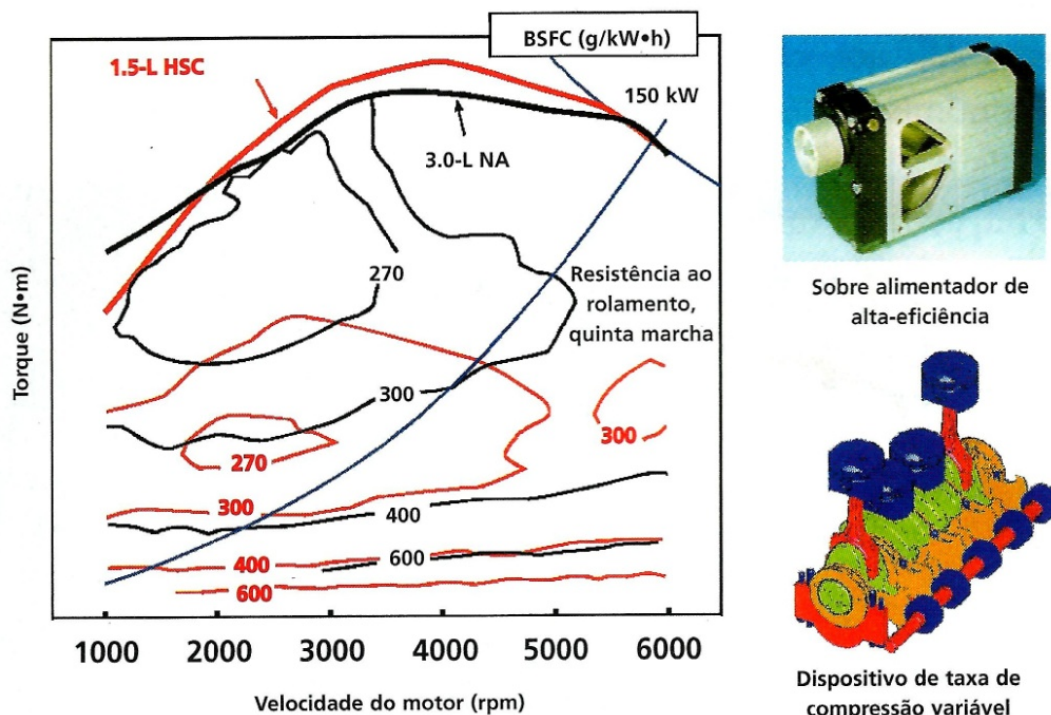 BSFC (g/kW•h)
1.5-L HSC
150 kW
3.0-L NA
270
Resistência ao
rolamento,
quinta marcha
300
300
270
300
400
400
600
600
Torque (N•m)
1000 2000 3000 4000 5000 6000
Velocidade do motor (rpm)
Sobre alimentador de
alta-eficiência
Dispositivo de taxa de
compressão variável